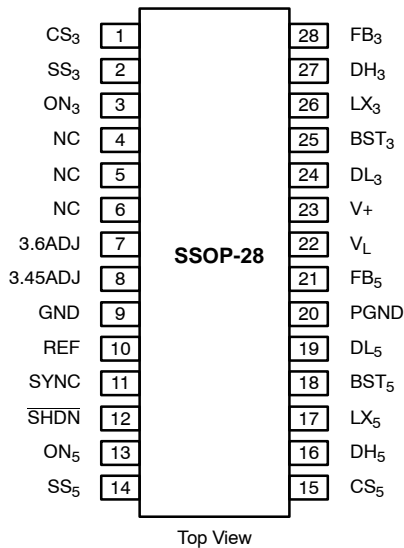 CS3 1 28 FB3
SS3 2 27 DH3
ON3 3 26 LX3
NC 4 25 BST3
NC 5 24 DL3
NC 6 23 V+
3.6ADJ 7 22 VL
SSOP-28
3.45ADJ 8 21 FB5
GND 9 20 PGND
REF 10 19 DL5
SYNC 11 18 BST5
SHDN 12 17 LX5
ON5 13 16 DH5
SS5 14 15 CS5
Top View